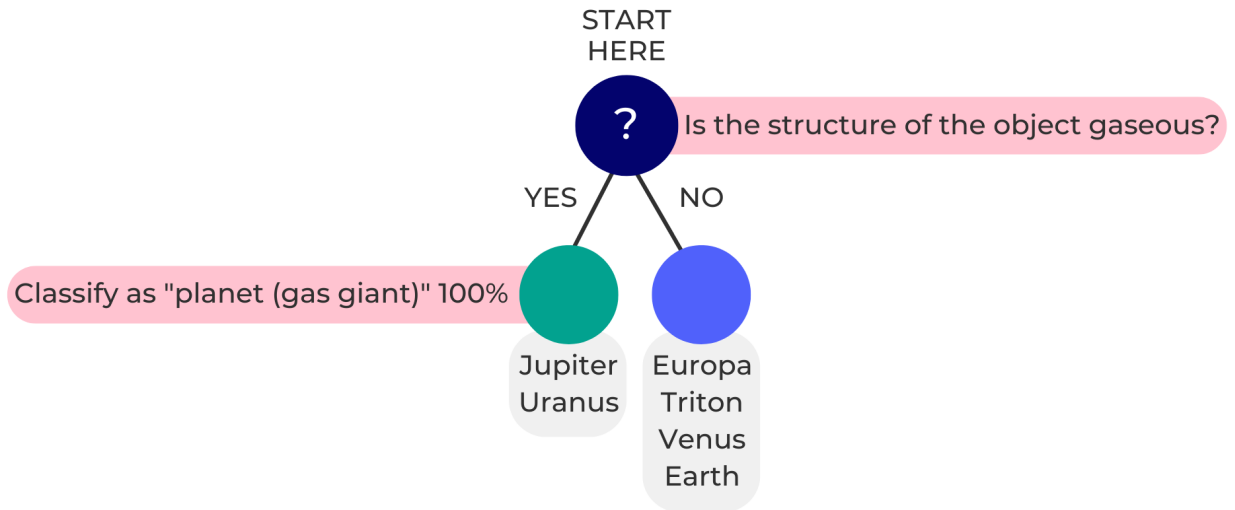 START
HERE
?
Is the structure of the object gaseous?
YES
NO
Classify as "planet (gas giant)" 100%
Jupiter
Uranus
Europa
Triton
Venus
Earth